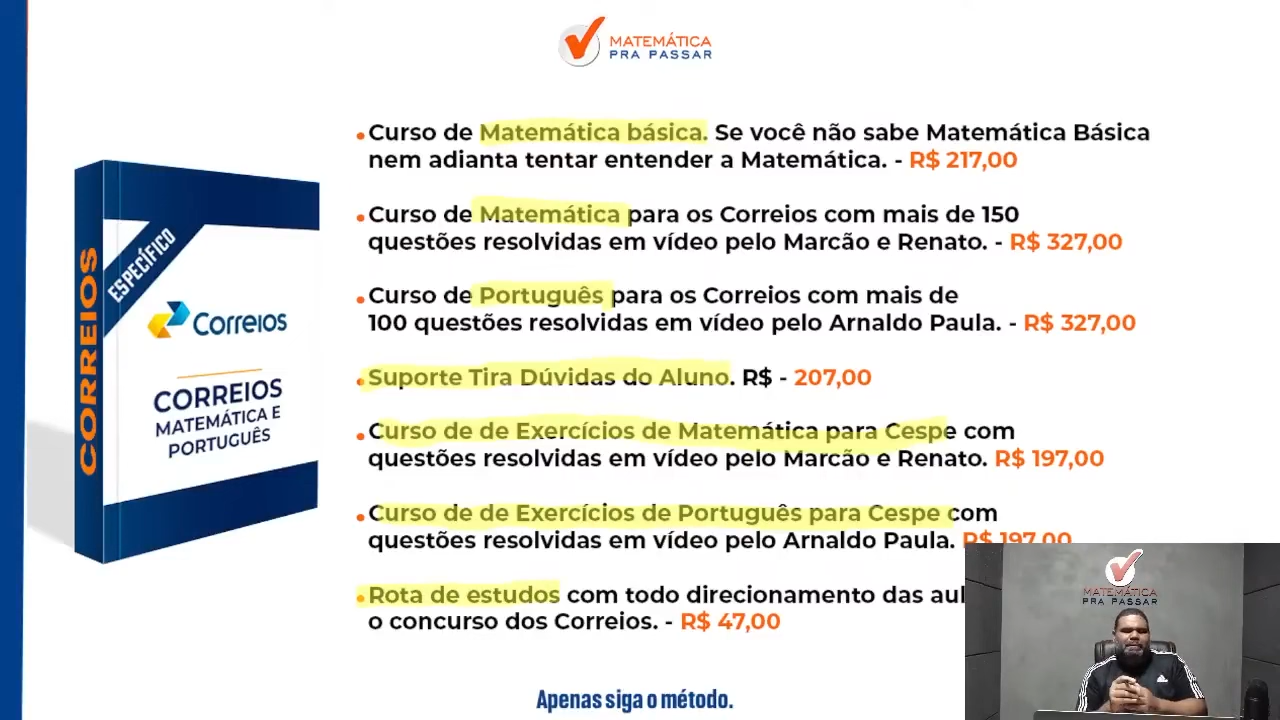 MATEMÁTICA
PRA PASSAR
Curso de Matemática básica. Se você não sabe Matemática Básica
nem adianta tentar entender a Matemática. - R$ 217,00
Curso de Matemática para os Correios com mais de 150
questões resolvidas em vídeo pelo Marcão e Renato. - R$ 327,00
Curso de Português para os Correios com mais de
100 questões resolvidas em vídeo pelo Arnaldo Paula. - R$ 327,00
Suporte Tira Dúvidas do Aluno. R$ - 207,00
Curso de de Exercícios de Matemática para Cespe com
questões resolvidas em vídeo pelo Marcão e Renato. R$ 197,00
Curso de de Exercícios de Português para Cespe com
questões resolvidas em vídeo pelo Arnaldo Paula. R$ 197,00
Rota de estudos com todo direcionamento das
o concurso dos Correios. - R$ 47,00
Apenas siga o método.
CORREIOS
ESPECÍFICO
Correios
CORREIOS
MATEMÁTICA E
PORTUGUÊS
MATEMÁTICA
PRA PASSAR